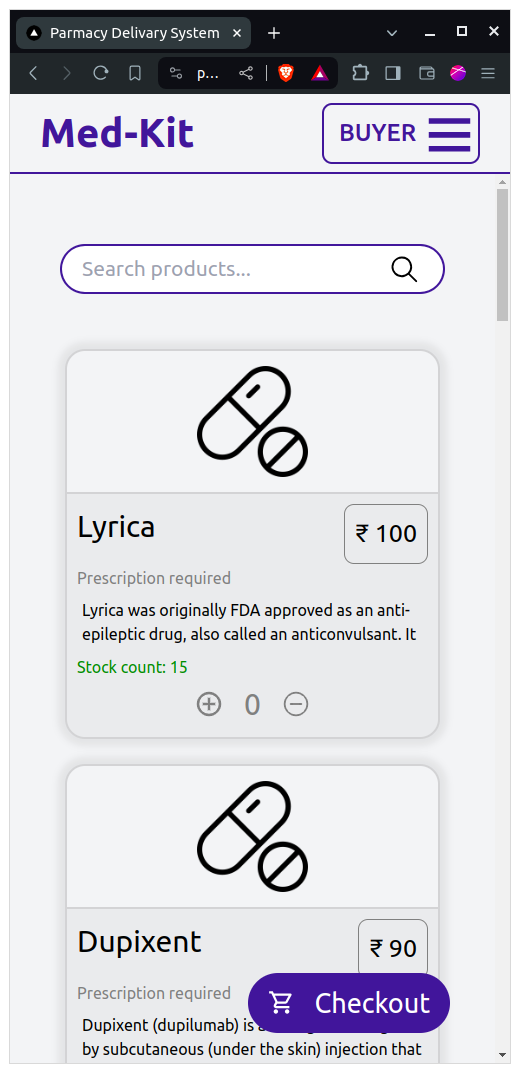 Parmacy Delivary System
p...
Med-Kit
BUYER
Search products...
Lyrica
₹ 100
Prescription required
Lyrica was originally FDA approved as an anti-
epileptic drug, also called an anticonvulsant. It
Stock count: 15
0
Dupixent
₹ 90
Prescription required
Checkout
Dupixent (dupilumab) is a
by subcutaneous (under the skin) injection that